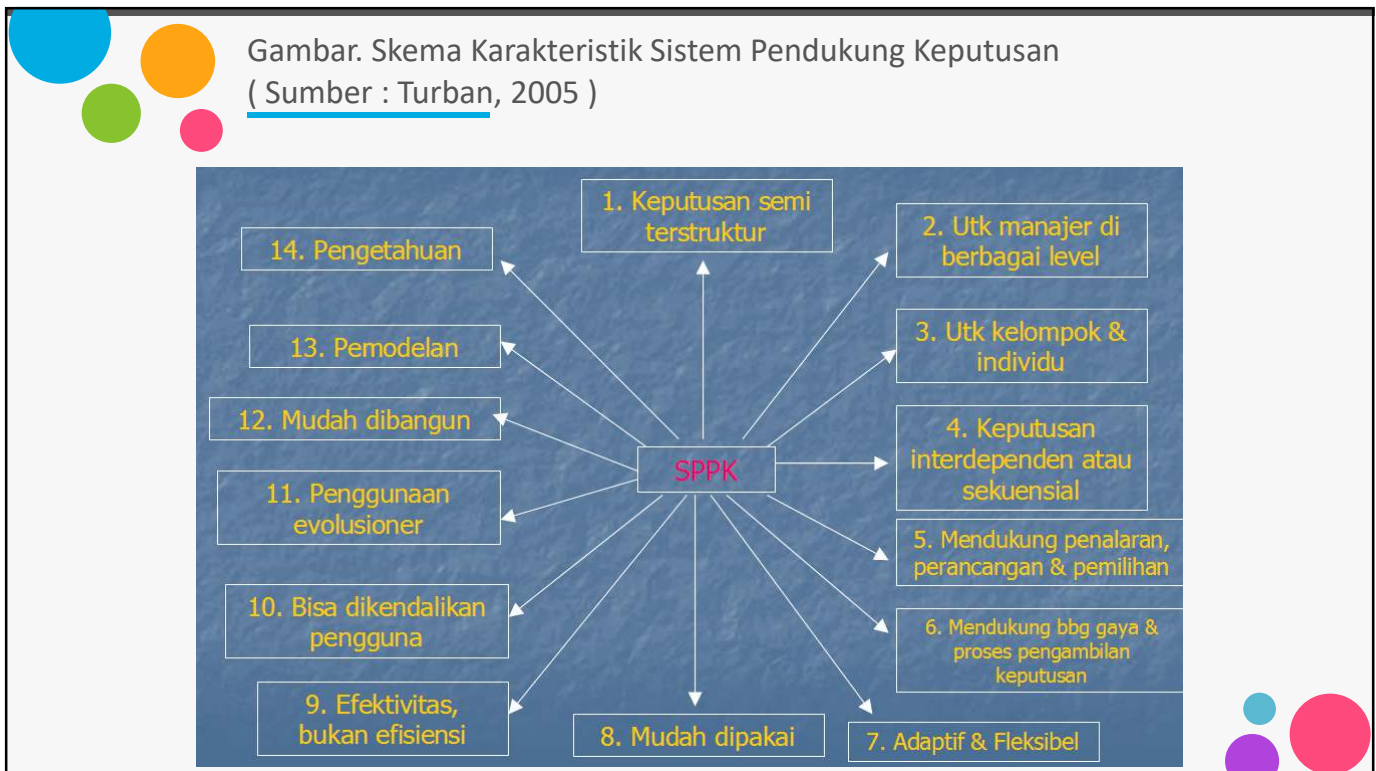 Gambar. Skema Karakteristik Sistem Pendukung Keputusan
( Sumber : Turban, 2005 )
1. Keputusan semi
terstruktur
2. Utk manajer di
berbagai level
3. Utk kelompok &
individu
4. Keputusan
interdependen atau
sekuensial
5. Mendukung penalaran,
perancangan & pemilihan
6. Mendukung bbg gaya &
proses pengambilan
keputusan
7. Adaptif & Fleksibel
8. Mudah dipakai
9. Efektivitas,
bukan efisiensi
10. Bisa dikendalikan
pengguna
11. Penggunaan
evolusioner
12. Mudah dibangun
13. Pemodelan
14. Pengetahuan
SPPK